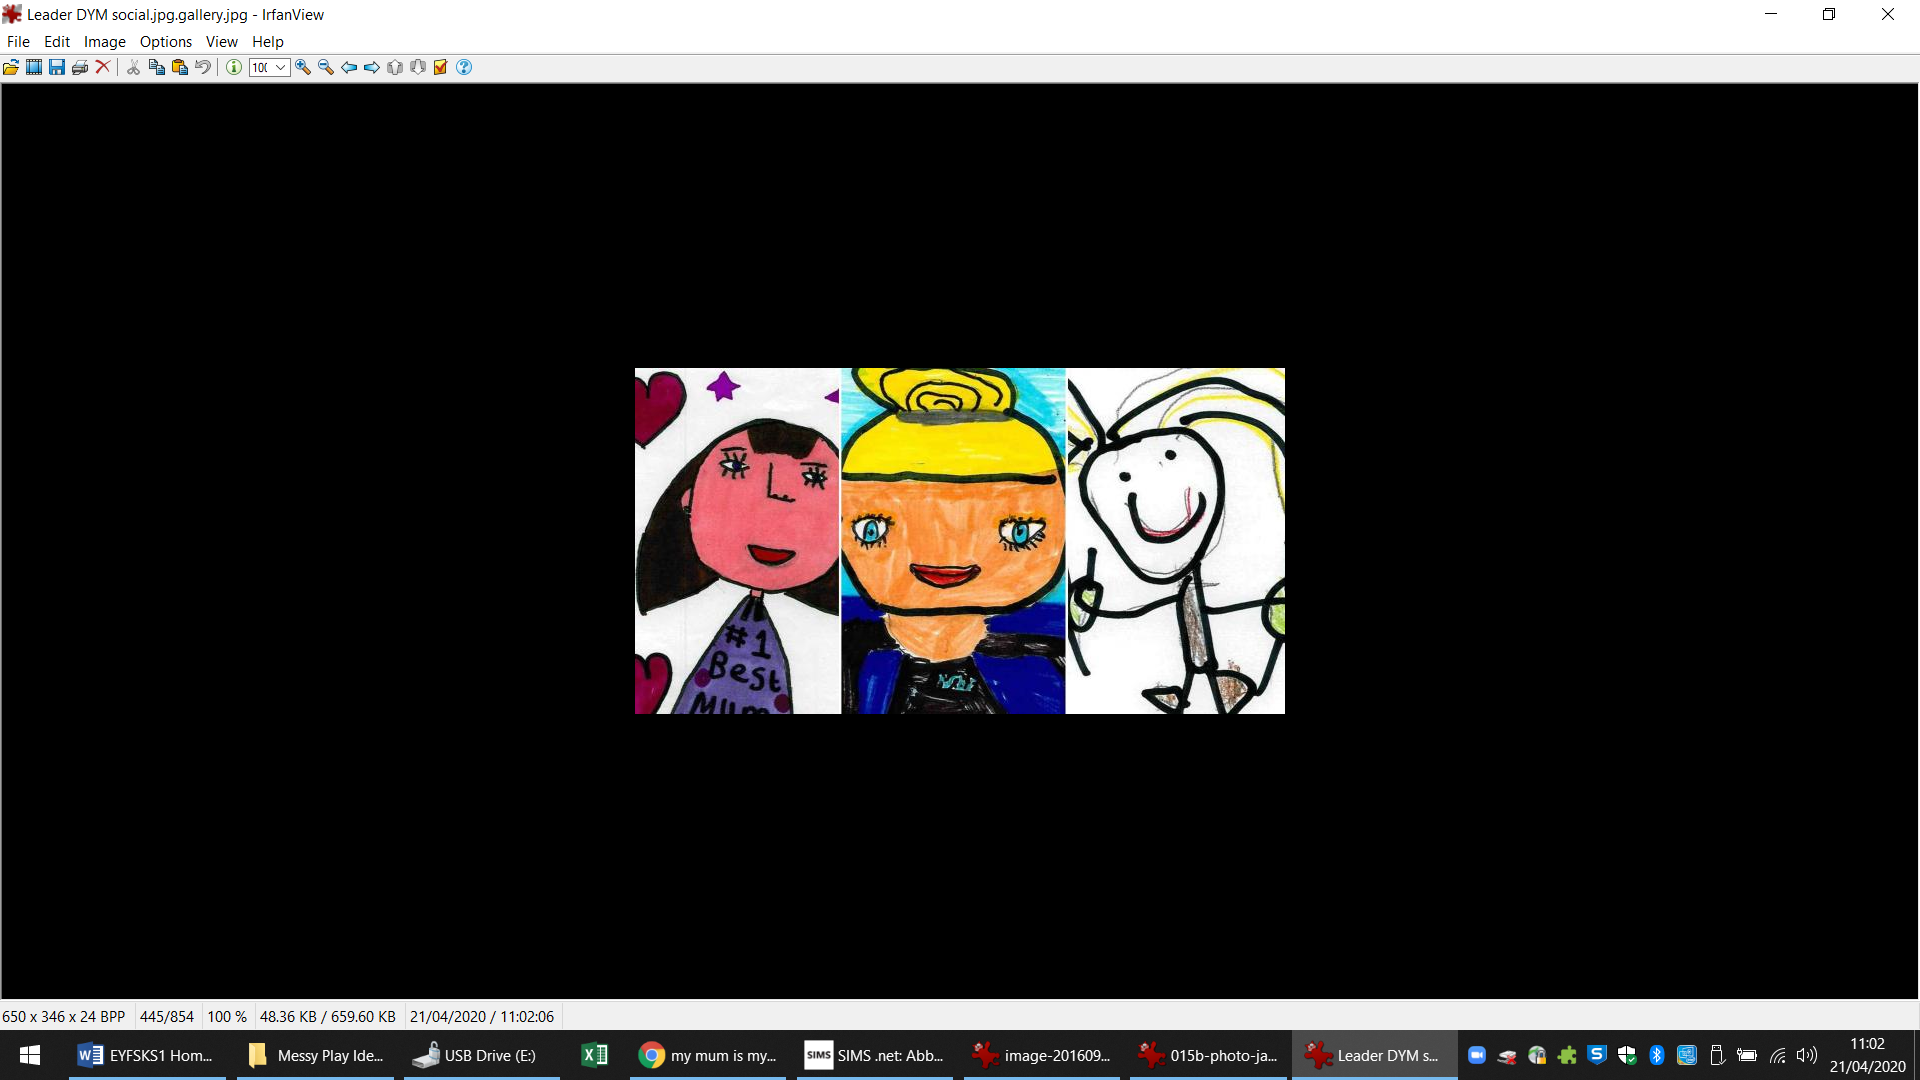 Leader DYM social.jpg.gallery.jpg - IrfanView
File Edit Image Options View Help
#1
Best
Mum
650 x 346 x 24 BPP 445/854 100 % 48.36 KB / 659.60 KB 21/04/2020 / 11:02:06
EYFSKS1 Hom... Messy Play Ide... USB Drive (E:) my mum is my... SIMS SIMS .net: Abb... image-201609... 015b-photo-ja... Leader DYM s... 11:02
21/04/2020